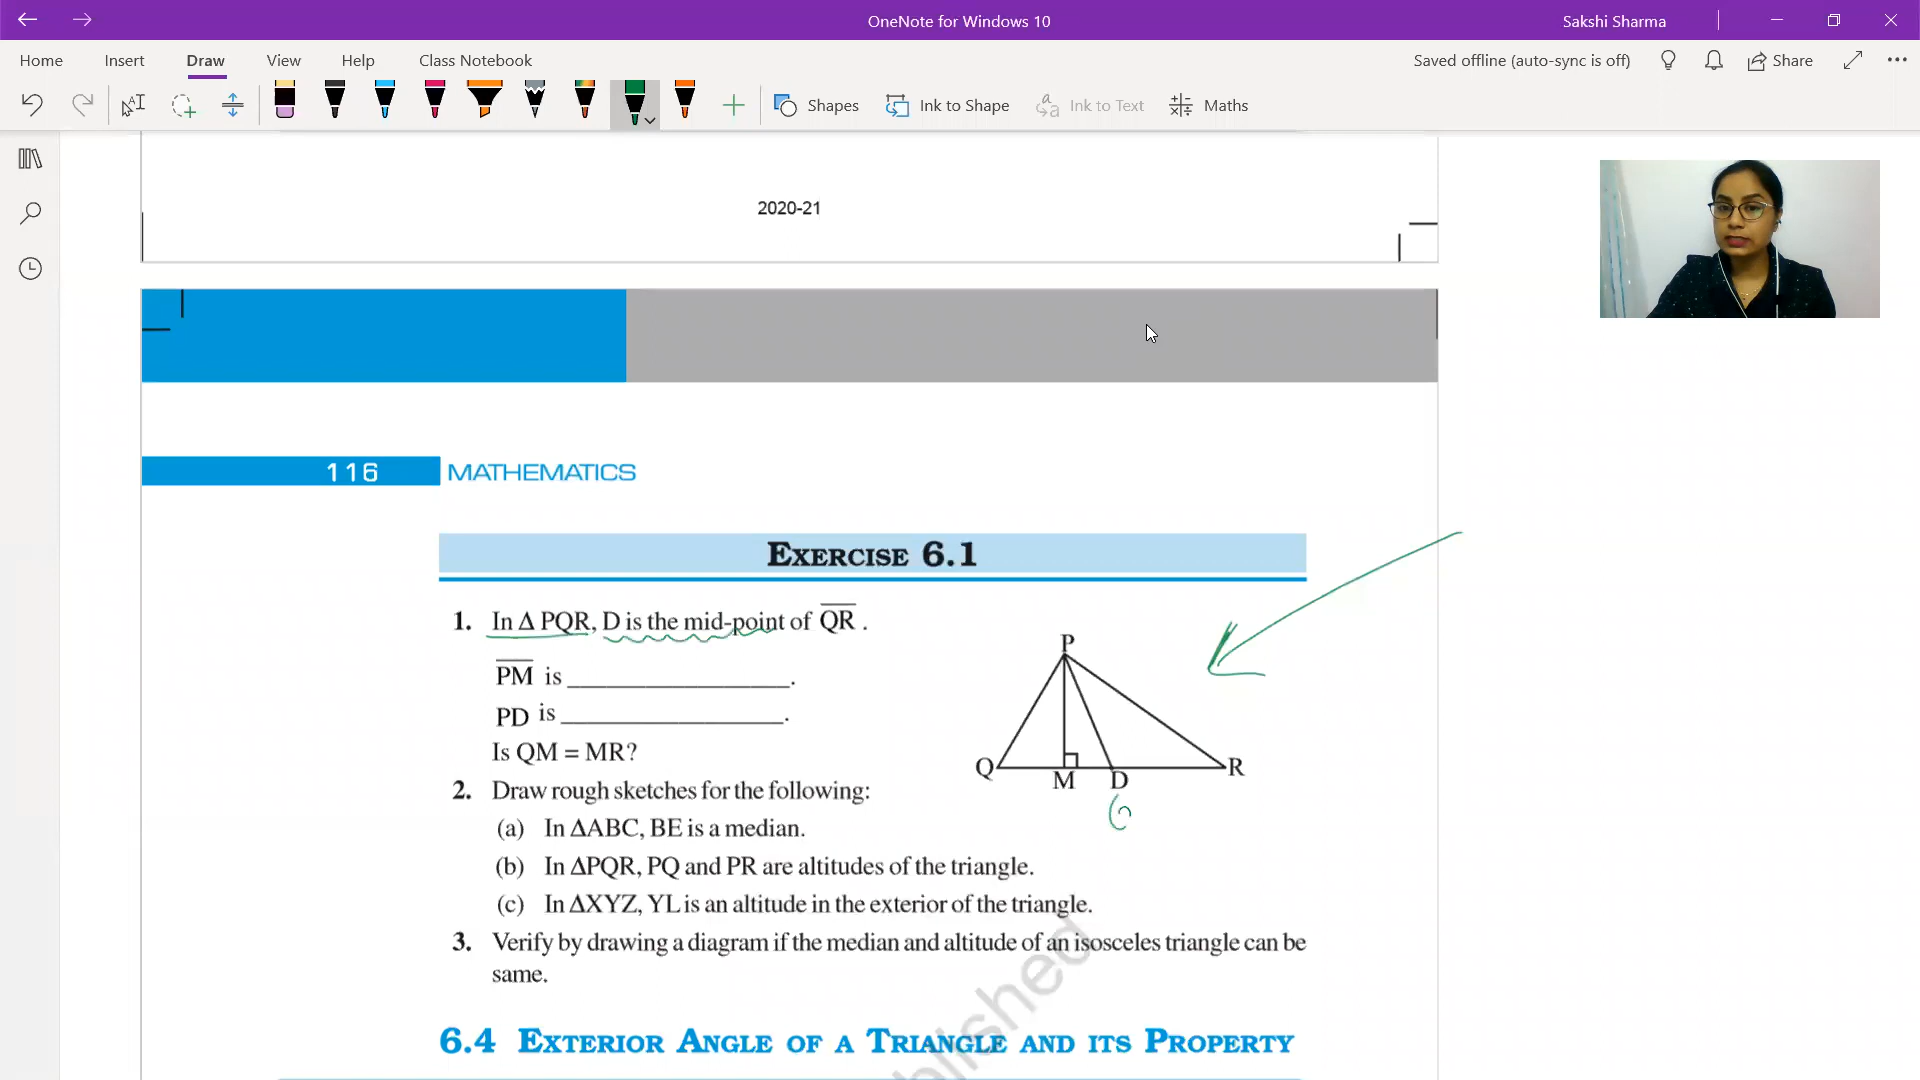 OneNote for Windows 10
Sakshi Sharma
Home Insert Draw View Help Class Notebook
Saved offline (auto-sync is off)
Share
Shapes
Ink to Shape
Ink to Text
Maths
2020-21
116 MATHEMATICS
EXERCISE 6.1
1. In Δ PQR, D is the mid-point of QR .
PM is ___________________.
PD is ___________________.
Is QM = MR?
P
Q
M
D
R
2. Draw rough sketches for the following:
(a) In ΔABC, BE is a median.
(b) In ΔPQR, PQ and PR are altitudes of the triangle.
(c) In ΔXYZ, YL is an altitude in the exterior of the triangle.
3. Verify by drawing a diagram if the median and altitude of an isosceles triangle can be
same.
6.4 EXTERIOR ANGLE OF A TRIANGLE AND ITS PROPERTY